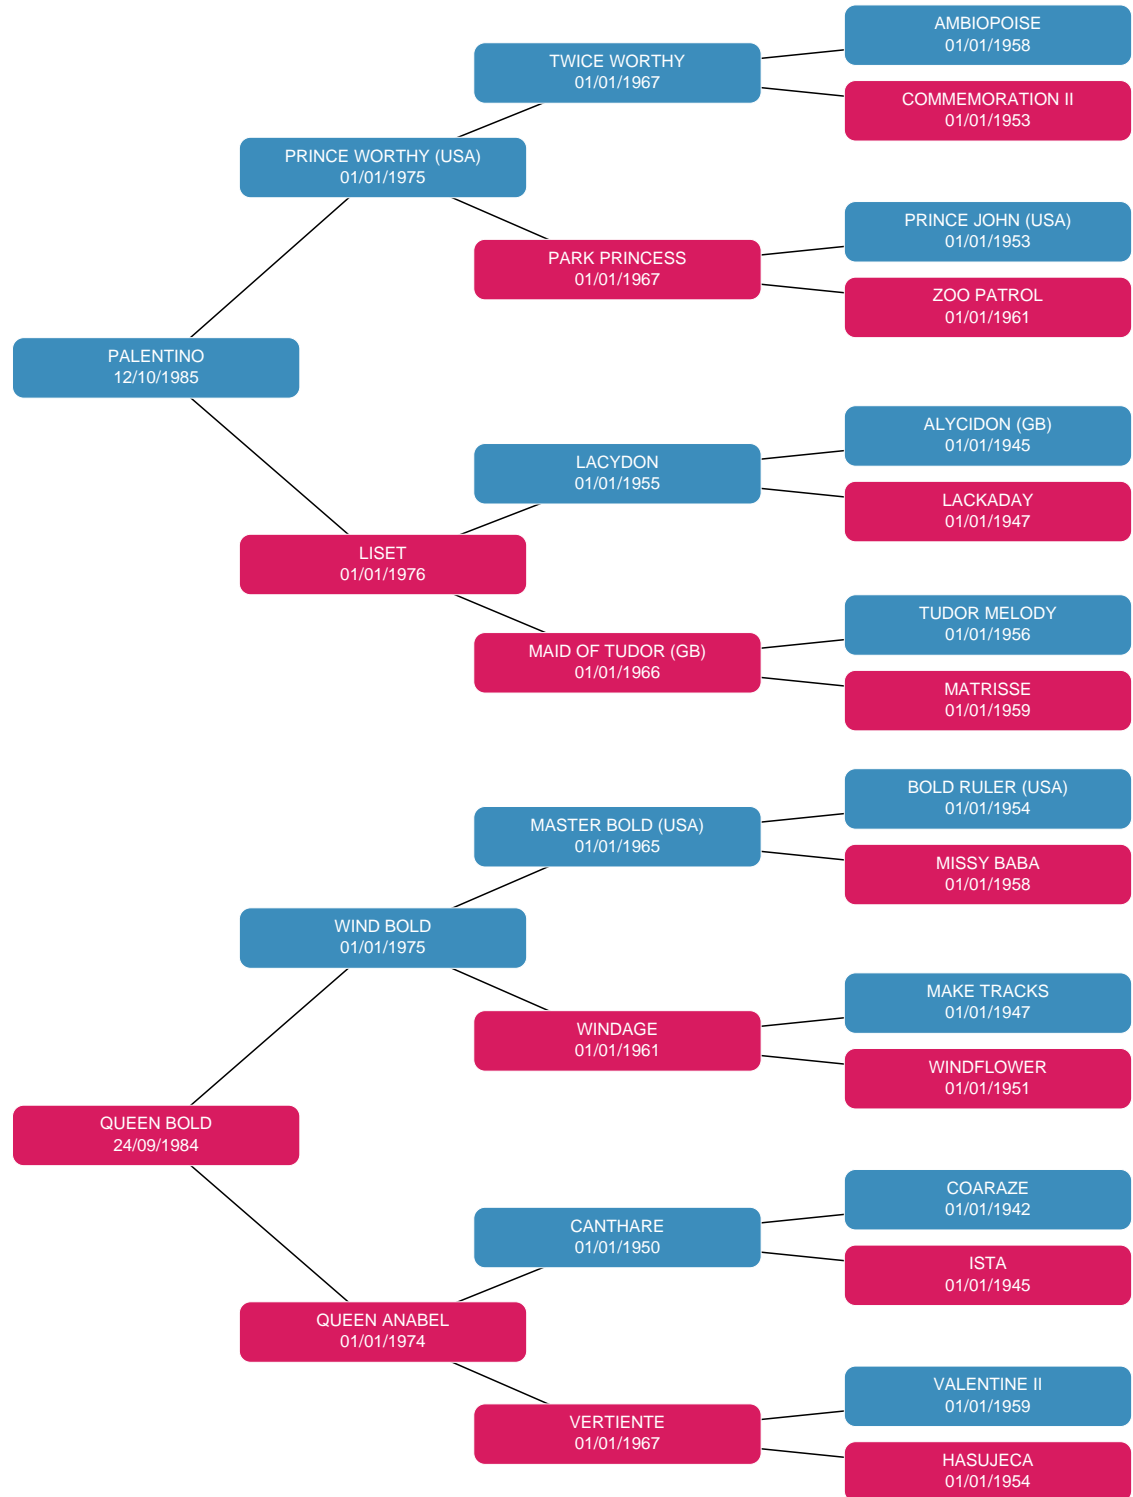 AMBIOPOISE
01/01/1958
TWICE WORTHY
01/01/1967
COMMEMORATION II
01/01/1953
PRINCE WORTHY (USA)
01/01/1975
PRINCE JOHN (USA)
01/01/1953
PARK PRINCESS
01/01/1967
ZOO PATROL
01/01/1961
PALENTINO
12/10/1985
ALYCIDON (GB)
01/01/1945
LACYDON
01/01/1955
LACKADAY
01/01/1947
LISET
01/01/1976
TUDOR MELODY
01/01/1956
MAID OF TUDOR (GB)
01/01/1966
MATRISSE
01/01/1959
BOLD RULER (USA)
01/01/1954
MASTER BOLD (USA)
01/01/1965
MISSY BABA
01/01/1958
WIND BOLD
01/01/1975
MAKE TRACKS
01/01/1947
WINDAGE
01/01/1961
WINDFLOWER
01/01/1951
QUEEN BOLD
24/09/1984
COARAZE
01/01/1942
CANTHARE
01/01/1950
ISTA
01/01/1945
QUEEN ANABEL
01/01/1974
VALENTINE II
01/01/1959
VERTIENTE
01/01/1967
HASUJECA
01/01/1954